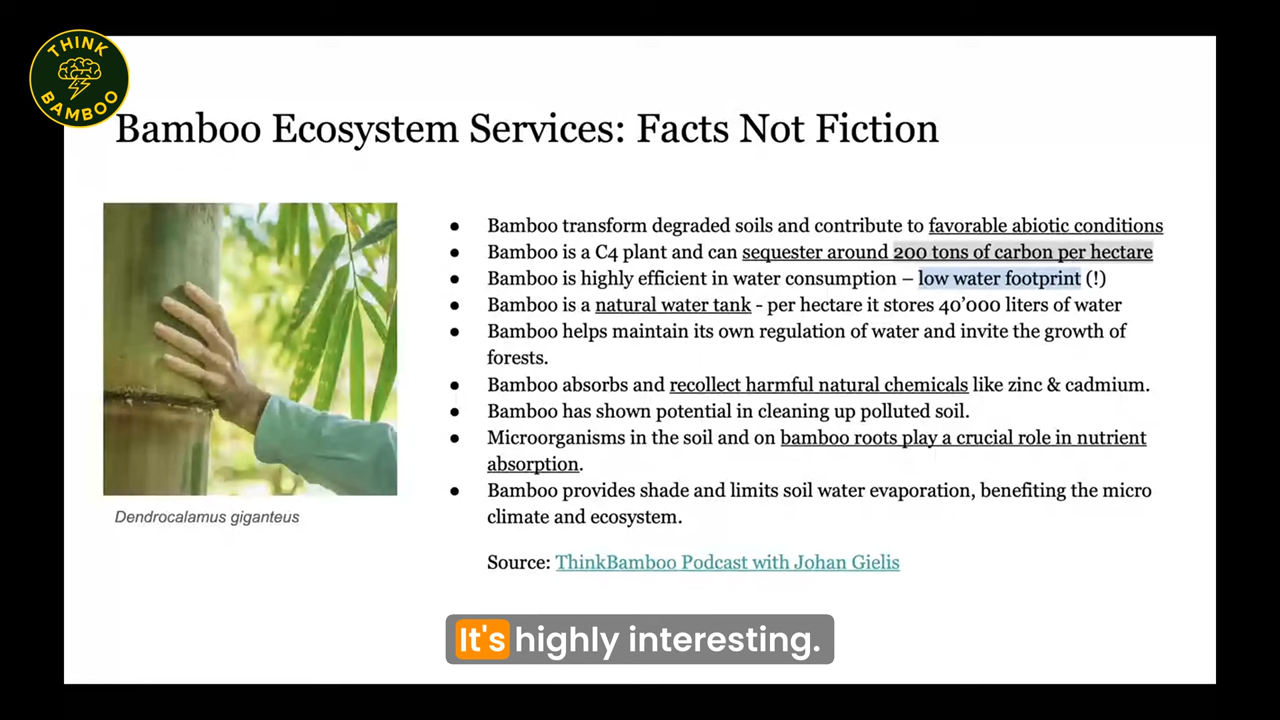 THINK
BAMBOO
Bamboo Ecosystem Services: Facts Not Fiction
● Bamboo transform degraded soils and contribute to favorable abiotic conditions
● Bamboo is a C4 plant and can sequester around 200 tons of carbon per hectare
● Bamboo is highly efficient in water consumption – low water footprint (!)
● Bamboo is a natural water tank - per hectare it stores 40’000 liters of water
● Bamboo helps maintain its own regulation of water and invite the growth of
forests.
● Bamboo absorbs and recollect harmful natural chemicals like zinc & cadmium.
● Bamboo has shown potential in cleaning up polluted soil.
● Microorganisms in the soil and on bamboo roots play a crucial role in nutrient
absorption.
● Bamboo provides shade and limits soil water evaporation, benefiting the micro
climate and ecosystem.
Dendrocalamus giganteus
Source: ThinkBamboo Podcast with Johan Gielis
It's highly interesting.